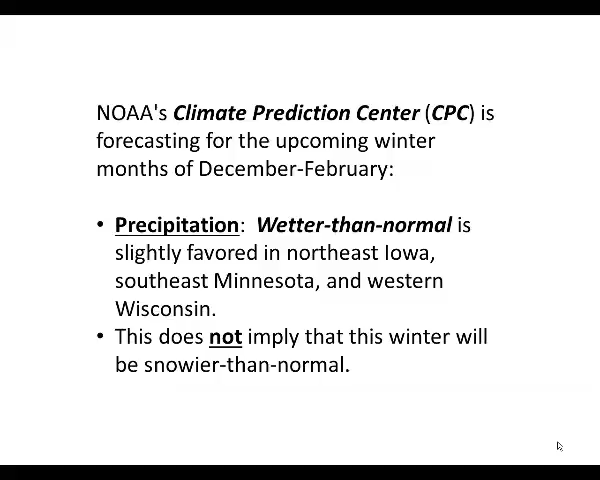 NOAA's Climate Prediction Center (CPC) is
forecasting for the upcoming winter
months of December-February:
• Precipitation:  Wetter-than-normal is
slightly favored in northeast Iowa,
southeast Minnesota, and western
Wisconsin.
• This does not imply that this winter will
be snowier-than-normal.